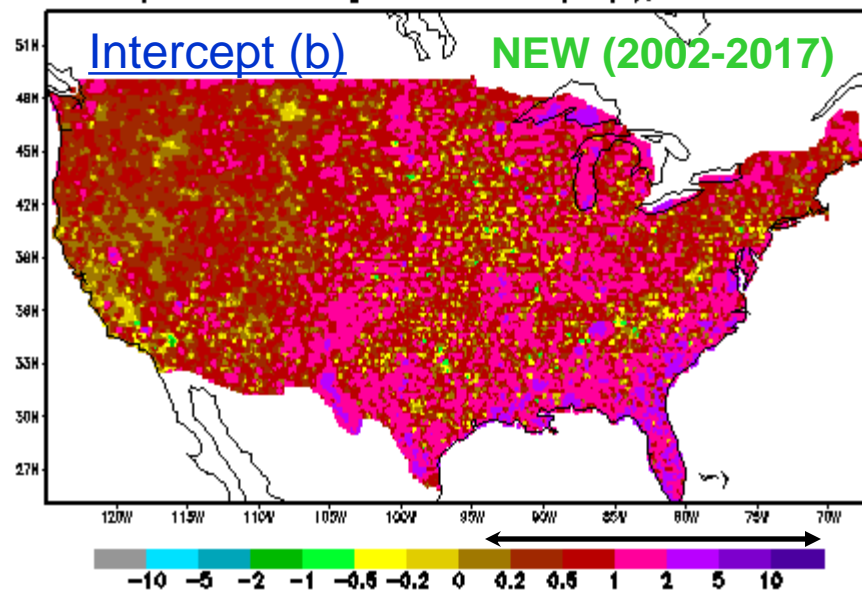 Intercept (b) NEW (2002-2017)
51N
48N
45N
42N
39N
36N
33N
30N
27N
120W 115W 110W 105W 100W 95W 90W 85W 80W 75W 70W
-10 -5 -2 -1 -0.5 -0.2 0 0.2 0.5 1 2 5 10